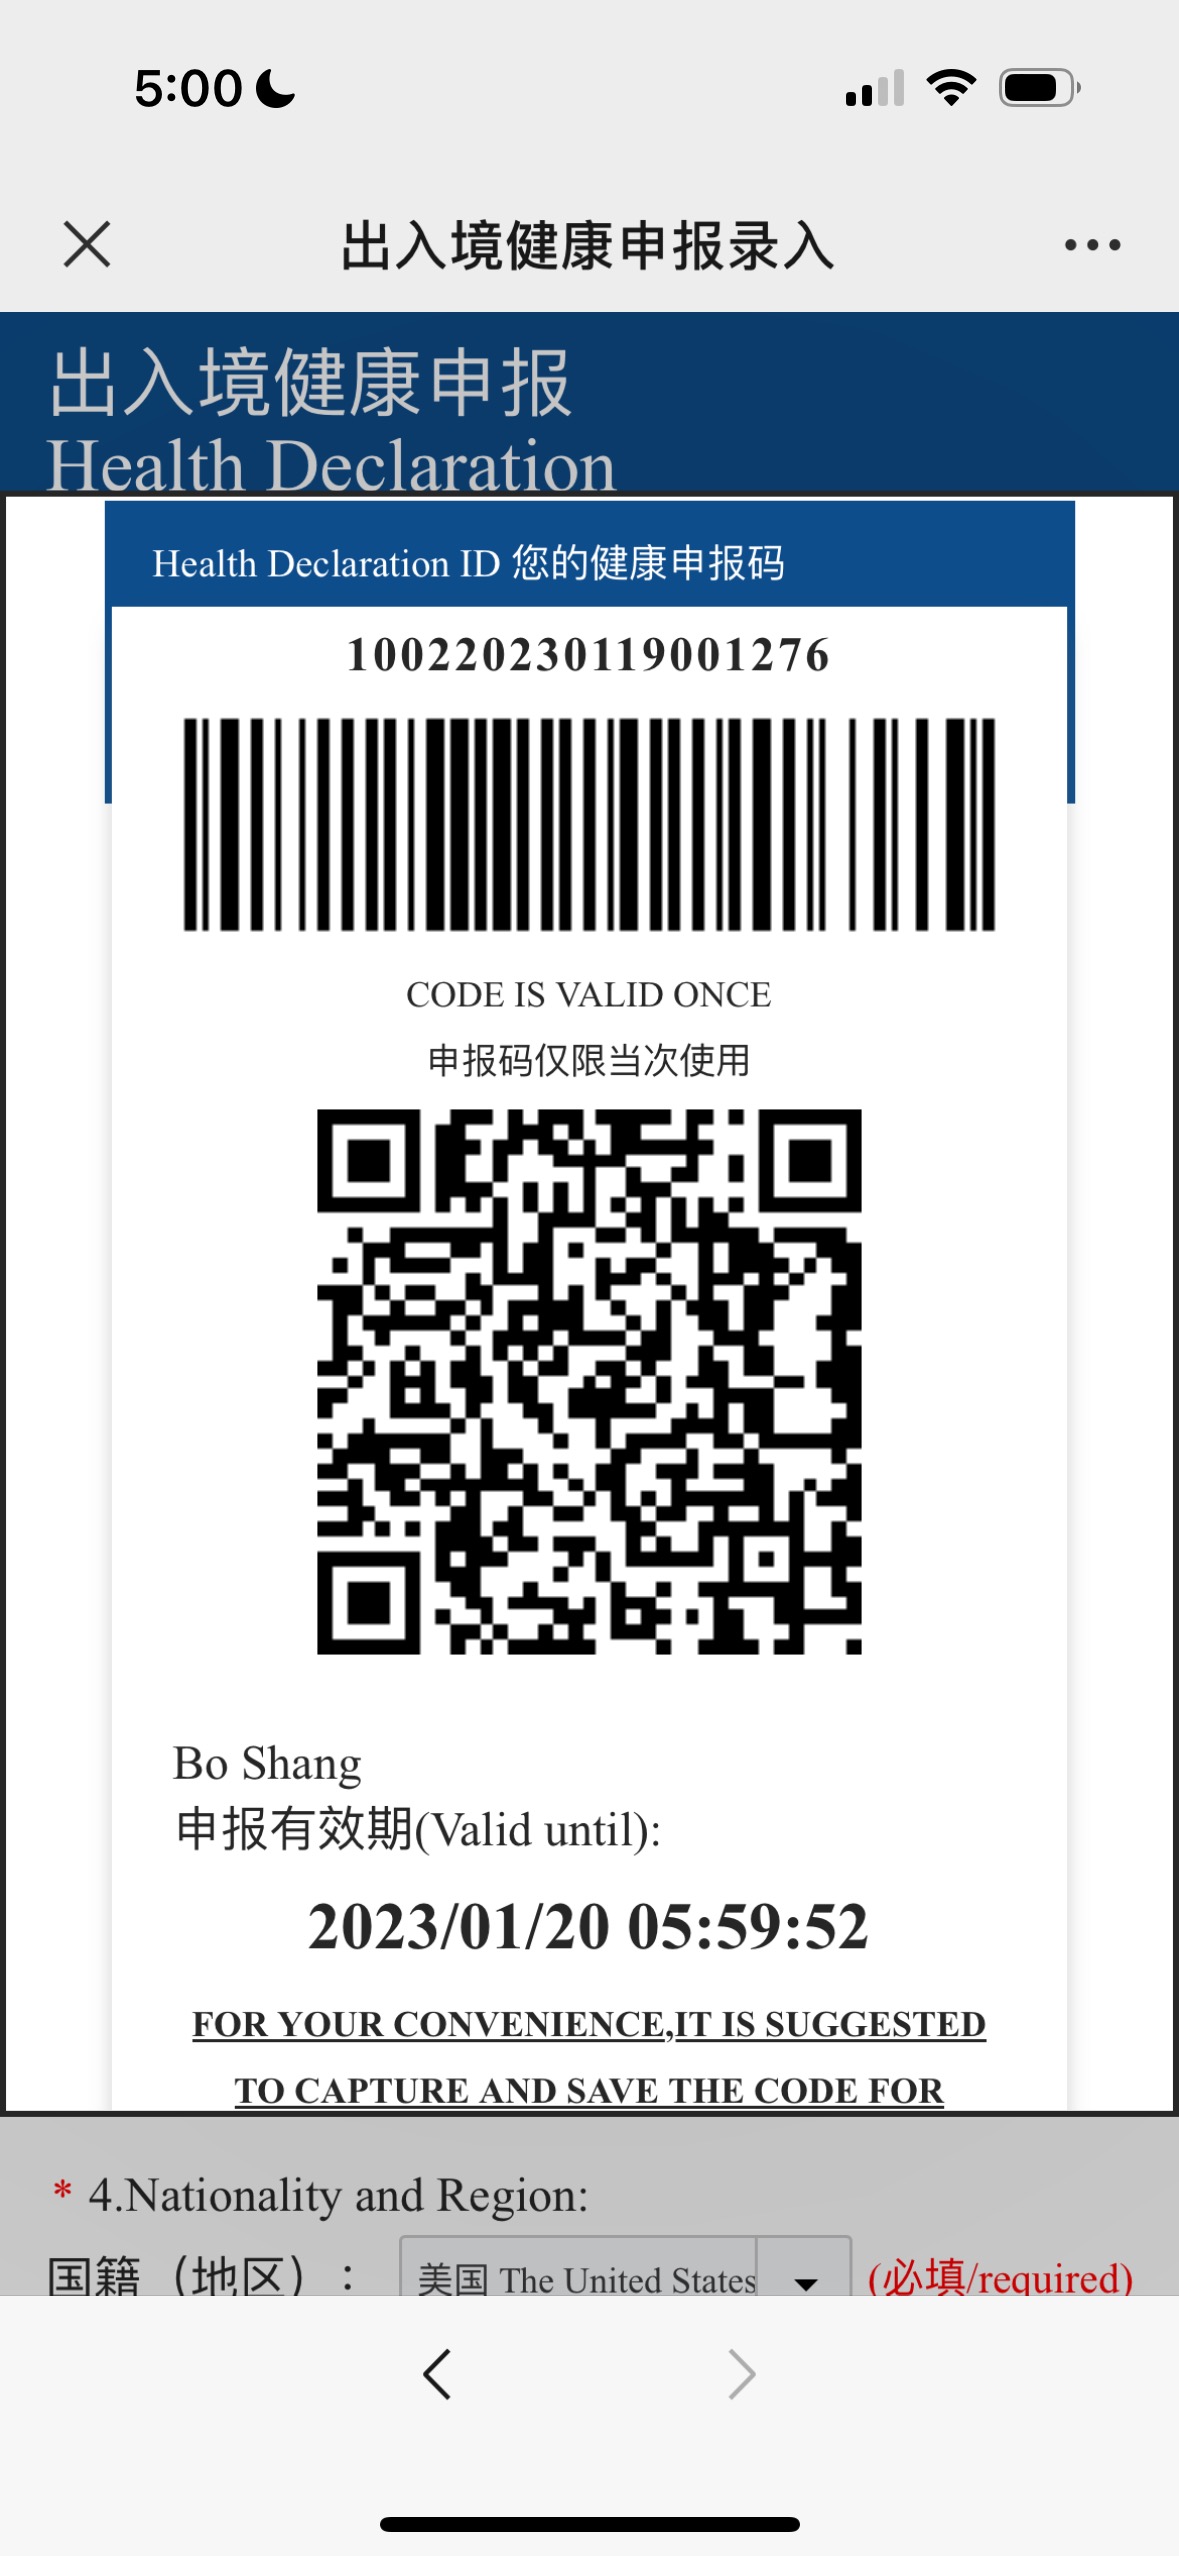 5:00
出入境健康申报录入
出入境健康申报
Health Declaration
Health Declaration ID 您的健康申报码
100220230119001276
CODE IS VALID ONCE
申报码仅限当次使用
Bo Shang
申报有效期(Valid until):
2023/01/20 05:59:52
FOR YOUR CONVENIENCE,IT IS SUGGESTED
TO CAPTURE AND SAVE THE CODE FOR
* 4.Nationality and Region:
国籍（地区）: 美国 The United States (必填/required)